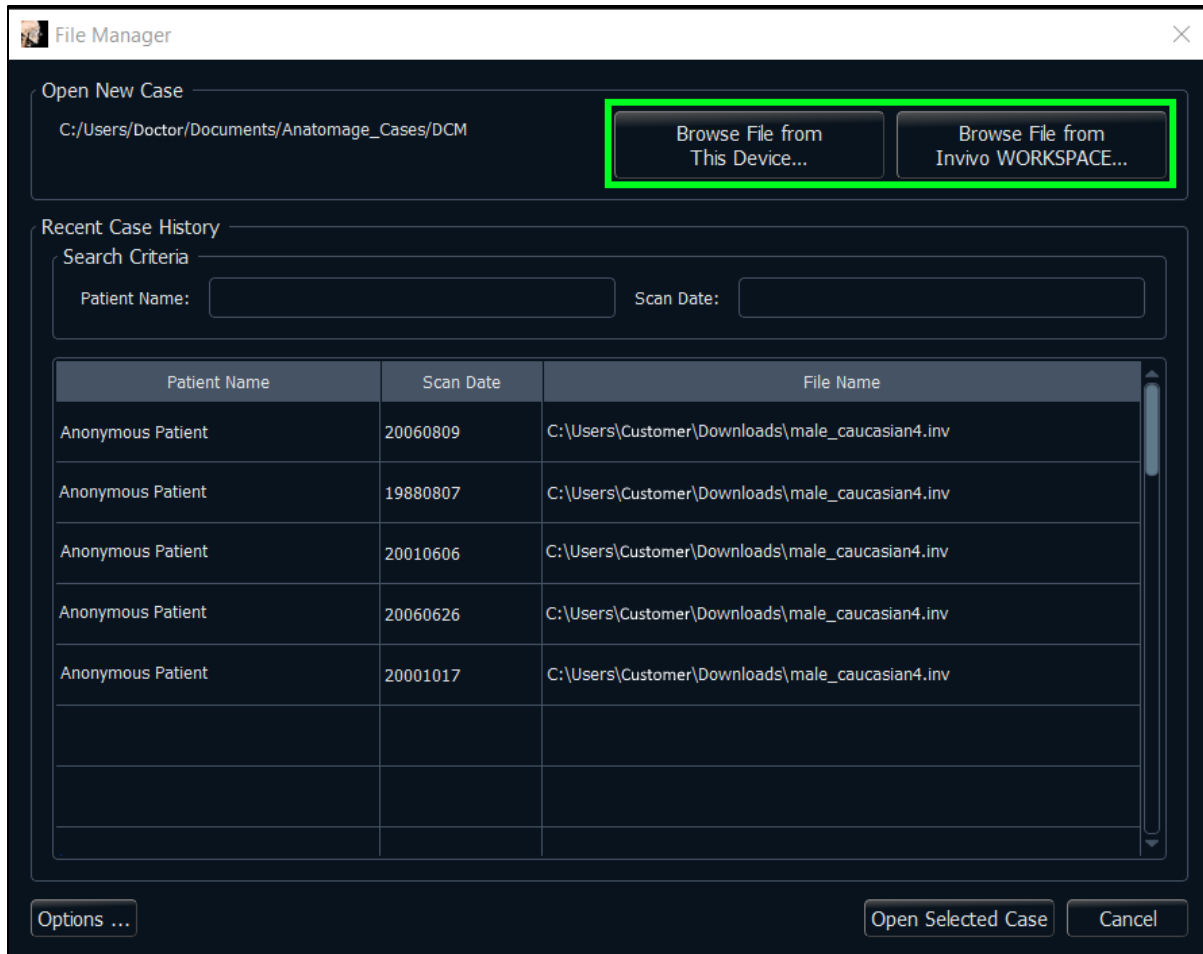 File Manager
Open New Case
C:/Users/Doctor/Documents/Anatomage_Cases/DCM
Browse File from
This Device...
Browse File from
Invivo WORKSPACE...
Recent Case History
Search Criteria
Patient Name:
Scan Date:
Patient Name Scan Date File Name
Anonymous Patient 20060809 C:\Users\Customer\Downloads\male_caucasian4.inv
Anonymous Patient 19880807 C:\Users\Customer\Downloads\male_caucasian4.inv
Anonymous Patient 20010606 C:\Users\Customer\Downloads\male_caucasian4.inv
Anonymous Patient 20060626 C:\Users\Customer\Downloads\male_caucasian4.inv
Anonymous Patient 20001017 C:\Users\Customer\Downloads\male_caucasian4.inv
Options ...
Open Selected Case
Cancel